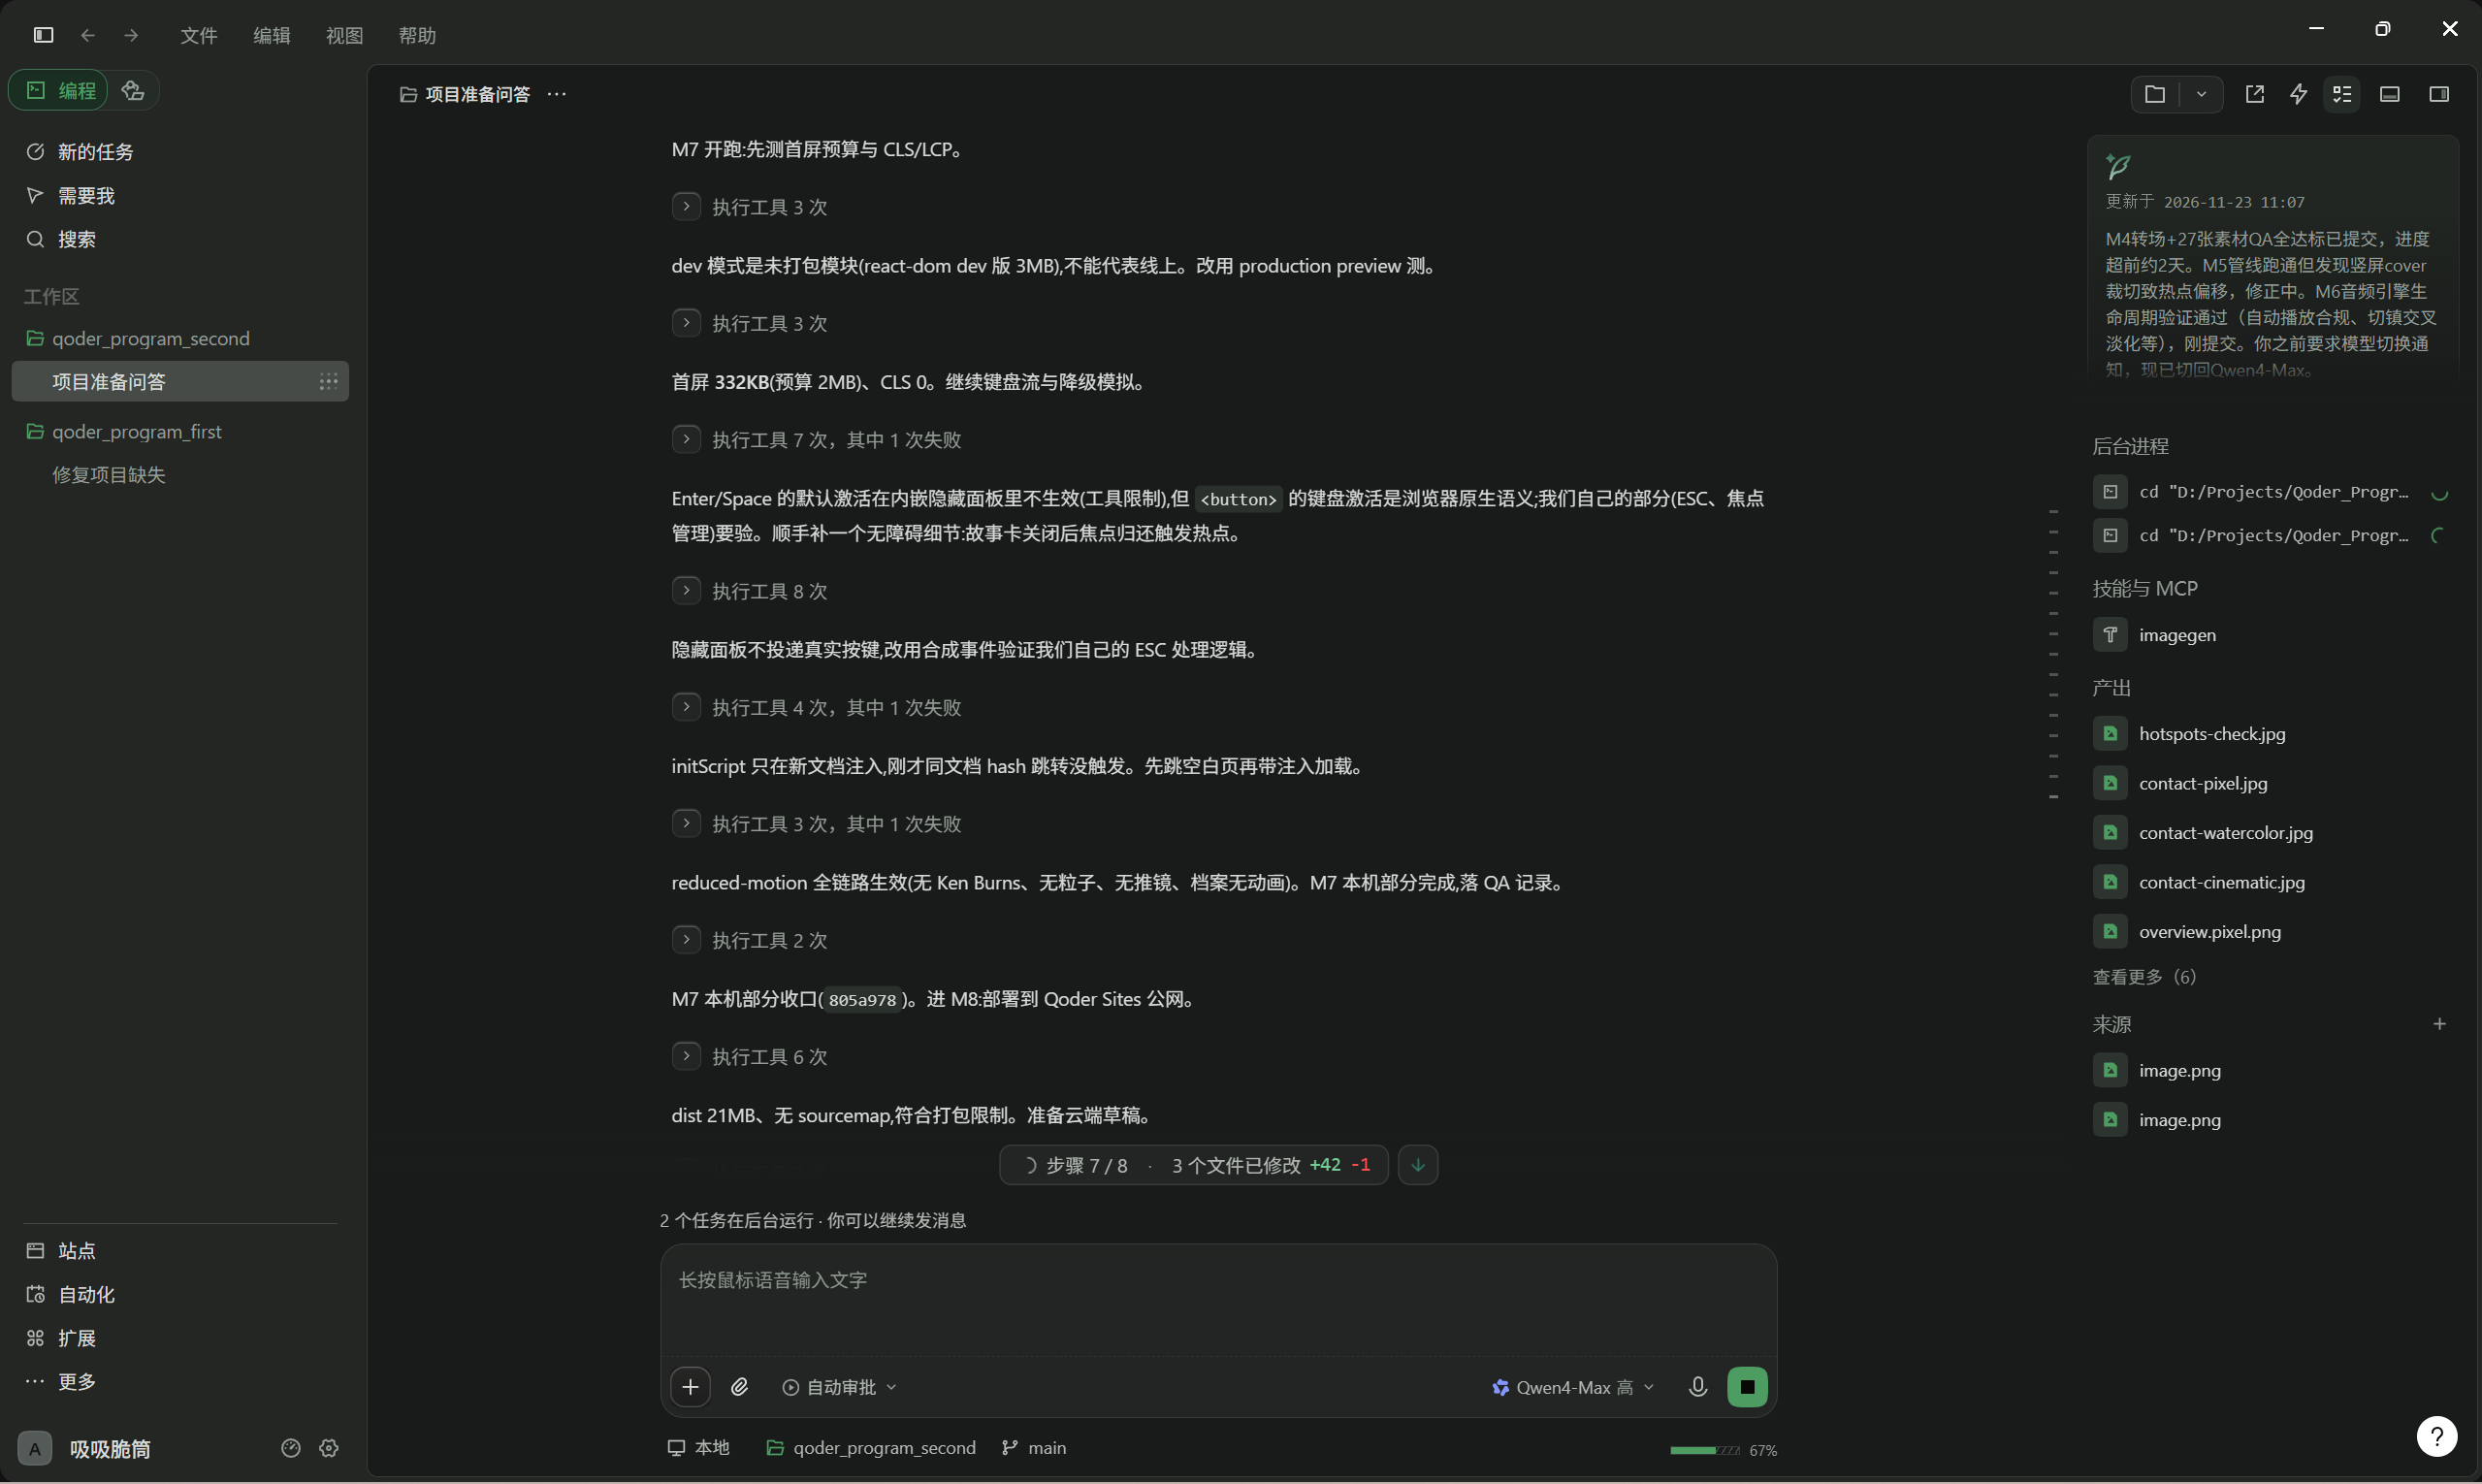 文件 编辑 视图 帮助
编程
新的任务
需要我
搜索
工作区
qoder_program_second
项目准备问答
qoder_program_first
修复项目缺失
站点
自动化
扩展
更多
A 吸吸脆筒
项目准备问答
M7 开跑:先测首屏预算与 CLS/LCP。
执行工具 3 次
dev 模式是未打包模块(react-dom dev 版 3MB),不能代表线上。改用 production preview 测。
执行工具 3 次
首屏 332KB(预算 2MB)、CLS 0。继续键盘流与降级模拟。
执行工具 7 次，其中 1 次失败
Enter/Space 的默认激活在内嵌隐藏面板里不生效(工具限制),但 <button> 的键盘激活是浏览器原生语义;我们自己的部分(ESC、焦点
管理)要验。顺手补一个无障碍细节:故事卡关闭后焦点归还触发热点。
执行工具 8 次
隐藏面板不投递真实按键,改用合成事件验证我们自己的 ESC 处理逻辑。
执行工具 4 次，其中 1 次失败
initScript 只在新文档注入,刚才同文档 hash 跳转没触发。先跳空白页再带注入加载。
执行工具 3 次，其中 1 次失败
reduced-motion 全链路生效(无 Ken Burns、无粒子、无推镜、档案无动画)。M7 本机部分完成,落 QA 记录。
执行工具 2 次
M7 本机部分收口(805a978)。进 M8:部署到 Qoder Sites 公网。
执行工具 6 次
dist 21MB、无 sourcemap,符合打包限制。准备云端草稿。
步骤 7 / 8 · 3 个文件已修改 +42 -1
2 个任务在后台运行 · 你可以继续发消息
长按鼠标语音输入文字
自动审批
Qwen4-Max 高
本地 qoder_program_second main
67%
更新于 2026-11-23 11:07
M4转场+27张素材QA全达标已提交，进度
超前约2天。M5管线跑通但发现竖屏cover
裁切致热点偏移，修正中。M6音频引擎生
命周期验证通过（自动播放合规、切镇交叉
淡化等），刚提交。你之前要求模型切换通
知，现已切回Qwen4-Max。
后台进程
cd "D:/Projects/Qoder_Progr...
cd "D:/Projects/Qoder_Progr...
技能与 MCP
imagegen
产出
hotspots-check.jpg
contact-pixel.jpg
contact-watercolor.jpg
contact-cinematic.jpg
overview.pixel.png
查看更多（6）
来源
image.png
image.png
?